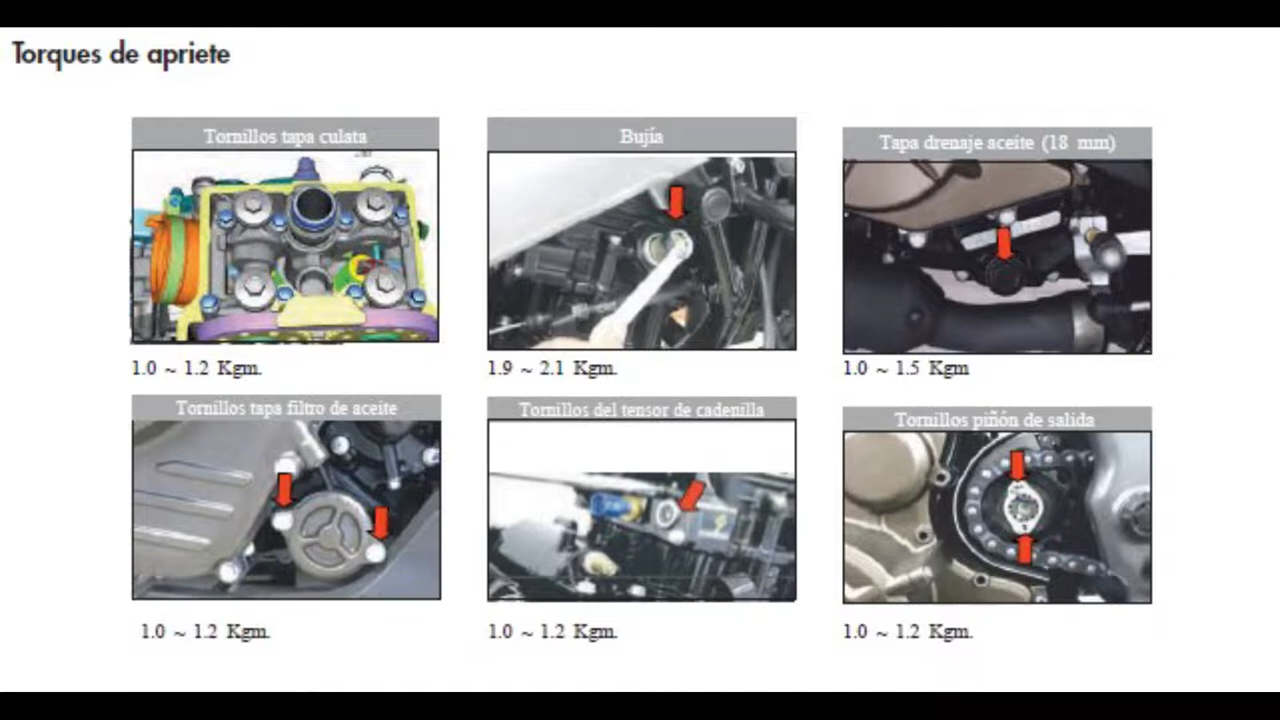 Torques de apriete
Tornillos tapa culata
Bujía
Tapa drenaje aceite (18 mm)
1.0 ~ 1.2 Kgm.
1.9 ~ 2.1 Kgm.
1.0 ~ 1.5 Kgm
Tornillos tapa filtro de aceite
Tornillos del tensor de cadenilla
Tornillos piñón de salida
1.0 ~ 1.2 Kgm.
1.0 ~ 1.2 Kgm.
1.0 ~ 1.2 Kgm.